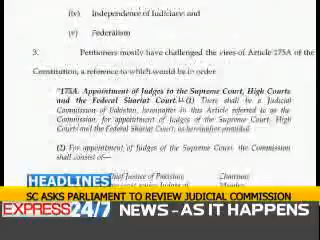 (iv) Independence of Judiciary and
(v) Federalism
3. Petitioners mostly have challenged the vires of Article 175A of the
Constitution, a reference to which would be in order
"175A. Appointment of Judges to the Supreme Court, High Courts
and the Federal Shariat Court. (1) There shall be a Judicial
Commission of Pakistan, hereinafter in this Article referred to as
the Commission, for appointment of Judges of the Supreme Court,
High Courts and the Federal Shariat Court, as hereinafter provided
(2) For appointment of Judges of the Supreme Court, the Commission
shall consist of—
Chief Justice of Pakistan Chairman
HEADLINES
SC ASKS PARLIAMENT TO REVIEW JUDICIAL COMMISSION
EXPRESS 24/7 NEWS - AS IT HAPPENS